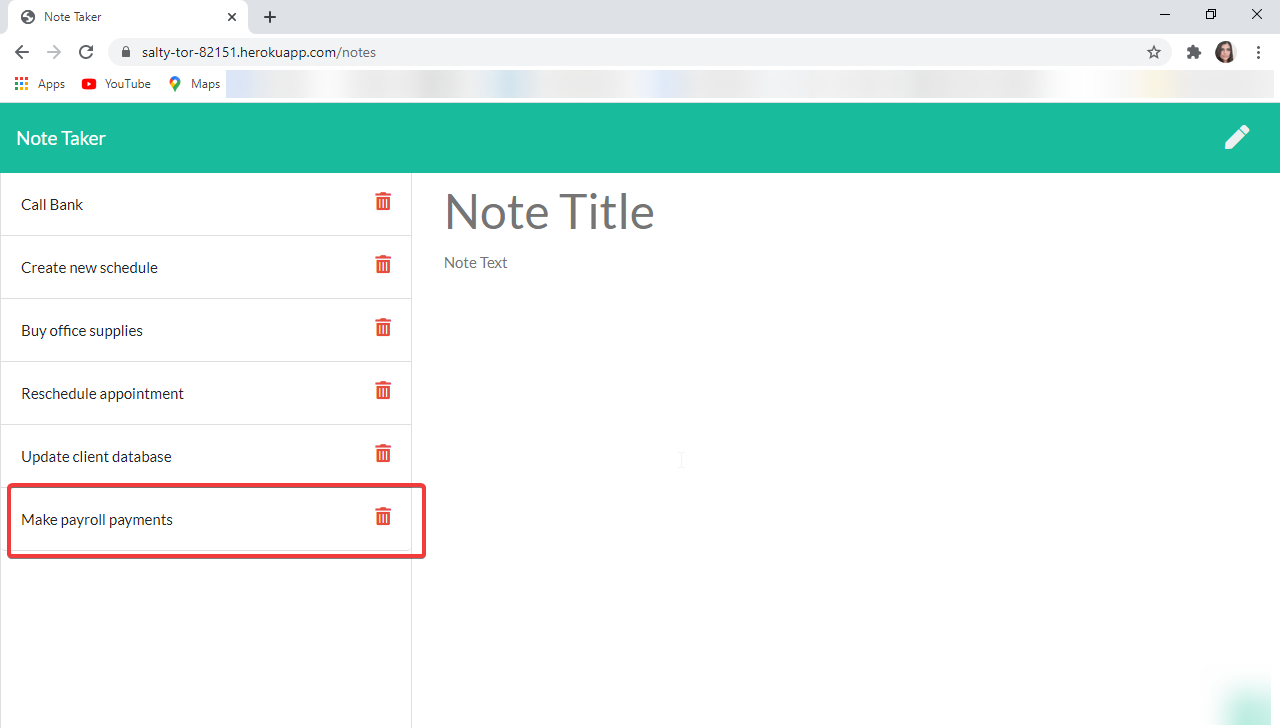 Note Taker
salty-tor-82151.herokuapp.com/notes
Apps YouTube Maps
Note Taker
Call Bank
Create new schedule
Buy office supplies
Reschedule appointment
Update client database
Make payroll payments
Note Title
Note Text